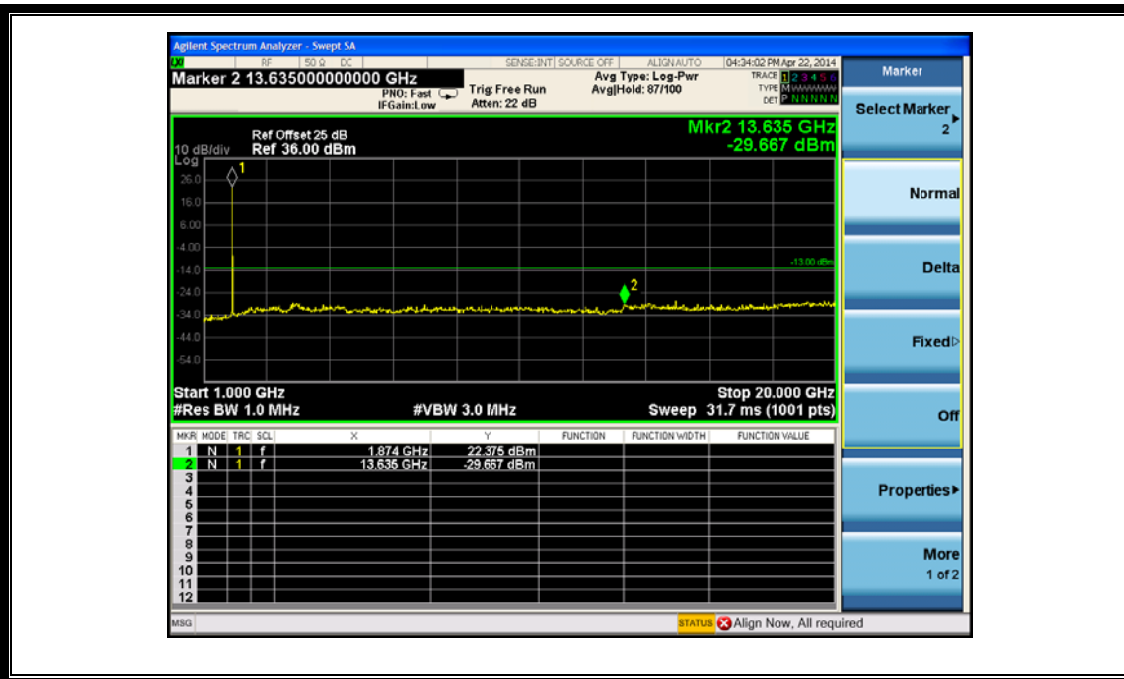 Agilent Spectrum Analyzer - Swept SA
LXI RF 50 Ω DC SENSE:INT SOURCE OFF ALIGN AUTO 04:34:02 PM Apr 22, 2014
Marker 2 13.635000000000 GHz
PNO: Fast
IFGain:Low
Trig Free Run
Atten: 22 dB
Avg Type: Log-Pwr
Avg|Hold: 87/100
TRACE 1 2 3 4 5 6
TYPE M
DET P N N N N N
Ref Offset 25 dB
10 dB/div Ref 36.00 dBm
Log
Mkr2 13.635 GHz
-29.667 dBm
1
26.0
16.0
6.00
-4.00
-13.00 dBm
-14.0
2
-24.0
-34.0
-44.0
-54.0
Start 1.000 GHz Stop 20.000 GHz
#Res BW 1.0 MHz #VBW 3.0 MHz Sweep 31.7 ms (1001 pts)
MKR MODE TRC SCL X Y FUNCTION FUNCTION WIDTH FUNCTION VALUE
1 N 1 f 1.874 GHz 22.375 dBm
2 N 1 f 13.635 GHz -29.667 dBm
3
4
5
6
7
8
9
10
11
12
MSG STATUS Align Now, All required
Marker
Select Marker
2
Normal
Delta
Fixed
Off
Properties
More
1 of 2